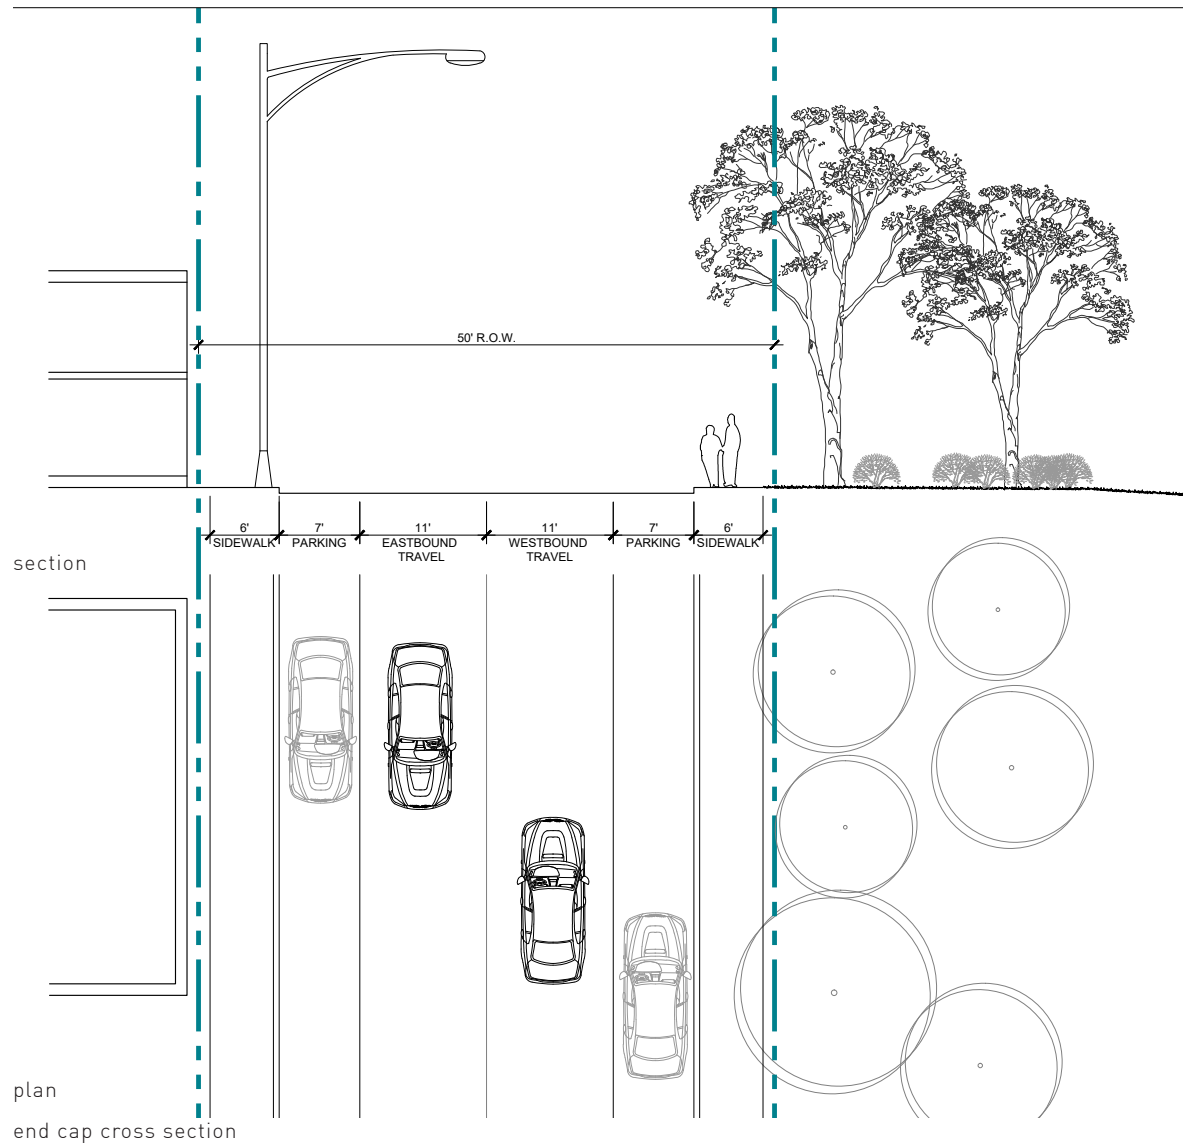 50' R.O.W.
6' 7' 11' 11' 7' 6'
SIDEWALK PARKING EASTBOUND WESTBOUND PARKING SIDEWALK
TRAVEL TRAVEL
section
plan
end cap cross section